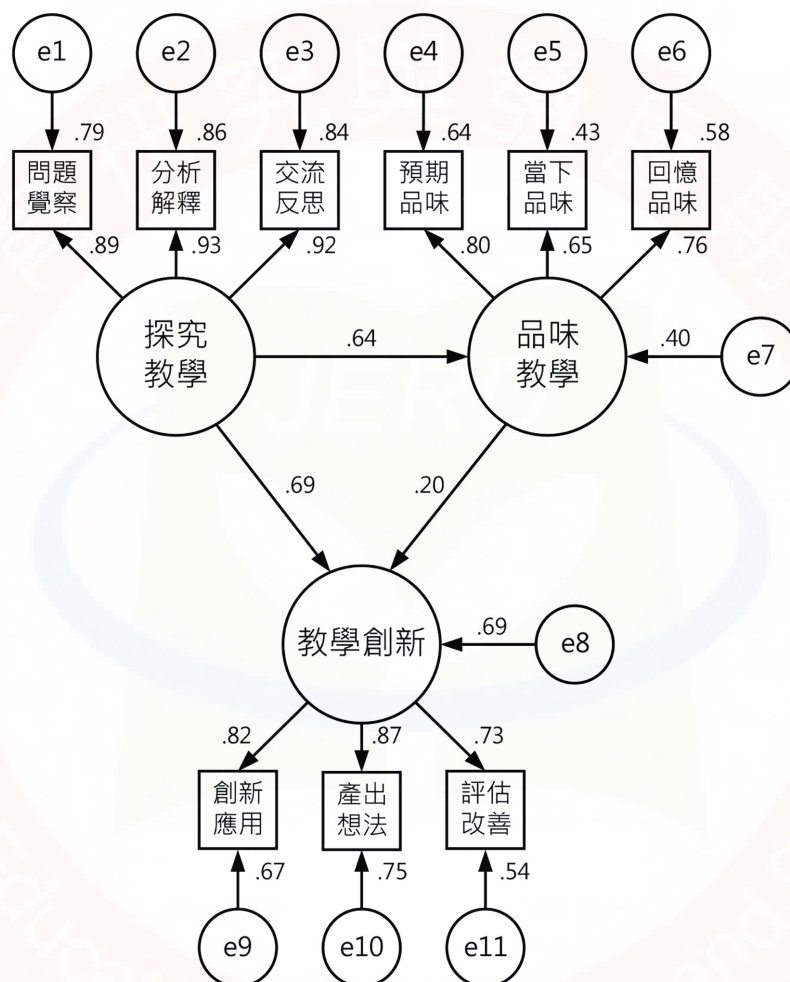 e1
e2
e3
e4
e5
e6
.79
.86
.84
.64
.43
.58
問題
覺察
分析
解釋
交流
反思
預期
品味
當下
品味
回憶
品味
.89
.93
.92
.80
.65
.76
探究
教學
.64
品味
教學
.40
e7
JERD
.69
.20
教學創新
.69
e8
.82
.87
.73
創新
應用
產出
想法
評估
改善
.67
.75
.54
e9
e10
e11